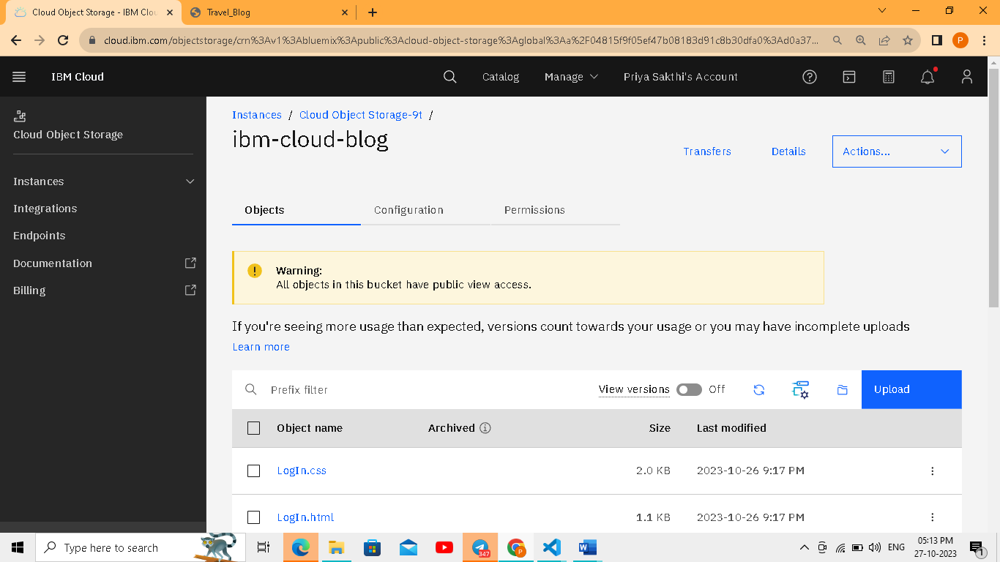 Cloud Object Storage - IBM Clou
Travel_Blog
cloud.ibm.com/objectstorage/crn%3Av1%3Abluemix%3Apublic%3Acloud-object-storage%3Aglobal%3Aa%2F04815f9f05ef47b08183d91c8b30dfa0%3Ad0a37...
P
IBM Cloud
Catalog
Manage
Priya Sakthi's Account
Cloud Object Storage
Instances
Integrations
Endpoints
Documentation
Billing
Instances / Cloud Object Storage-9t /
ibm-cloud-blog
Transfers
Details
Actions...
Objects
Configuration
Permissions
Warning:
All objects in this bucket have public view access.
If you're seeing more usage than expected, versions count towards your usage or you may have incomplete uploads
Learn more
Prefix filter
View versions
Off
Upload
Object name Archived Size Last modified
LogIn.css 2.0 KB 2023-10-26 9:17 PM
LogIn.html 1.1 KB 2023-10-26 9:17 PM
Type here to search
347
P
ENG
05:13 PM
27-10-2023
1